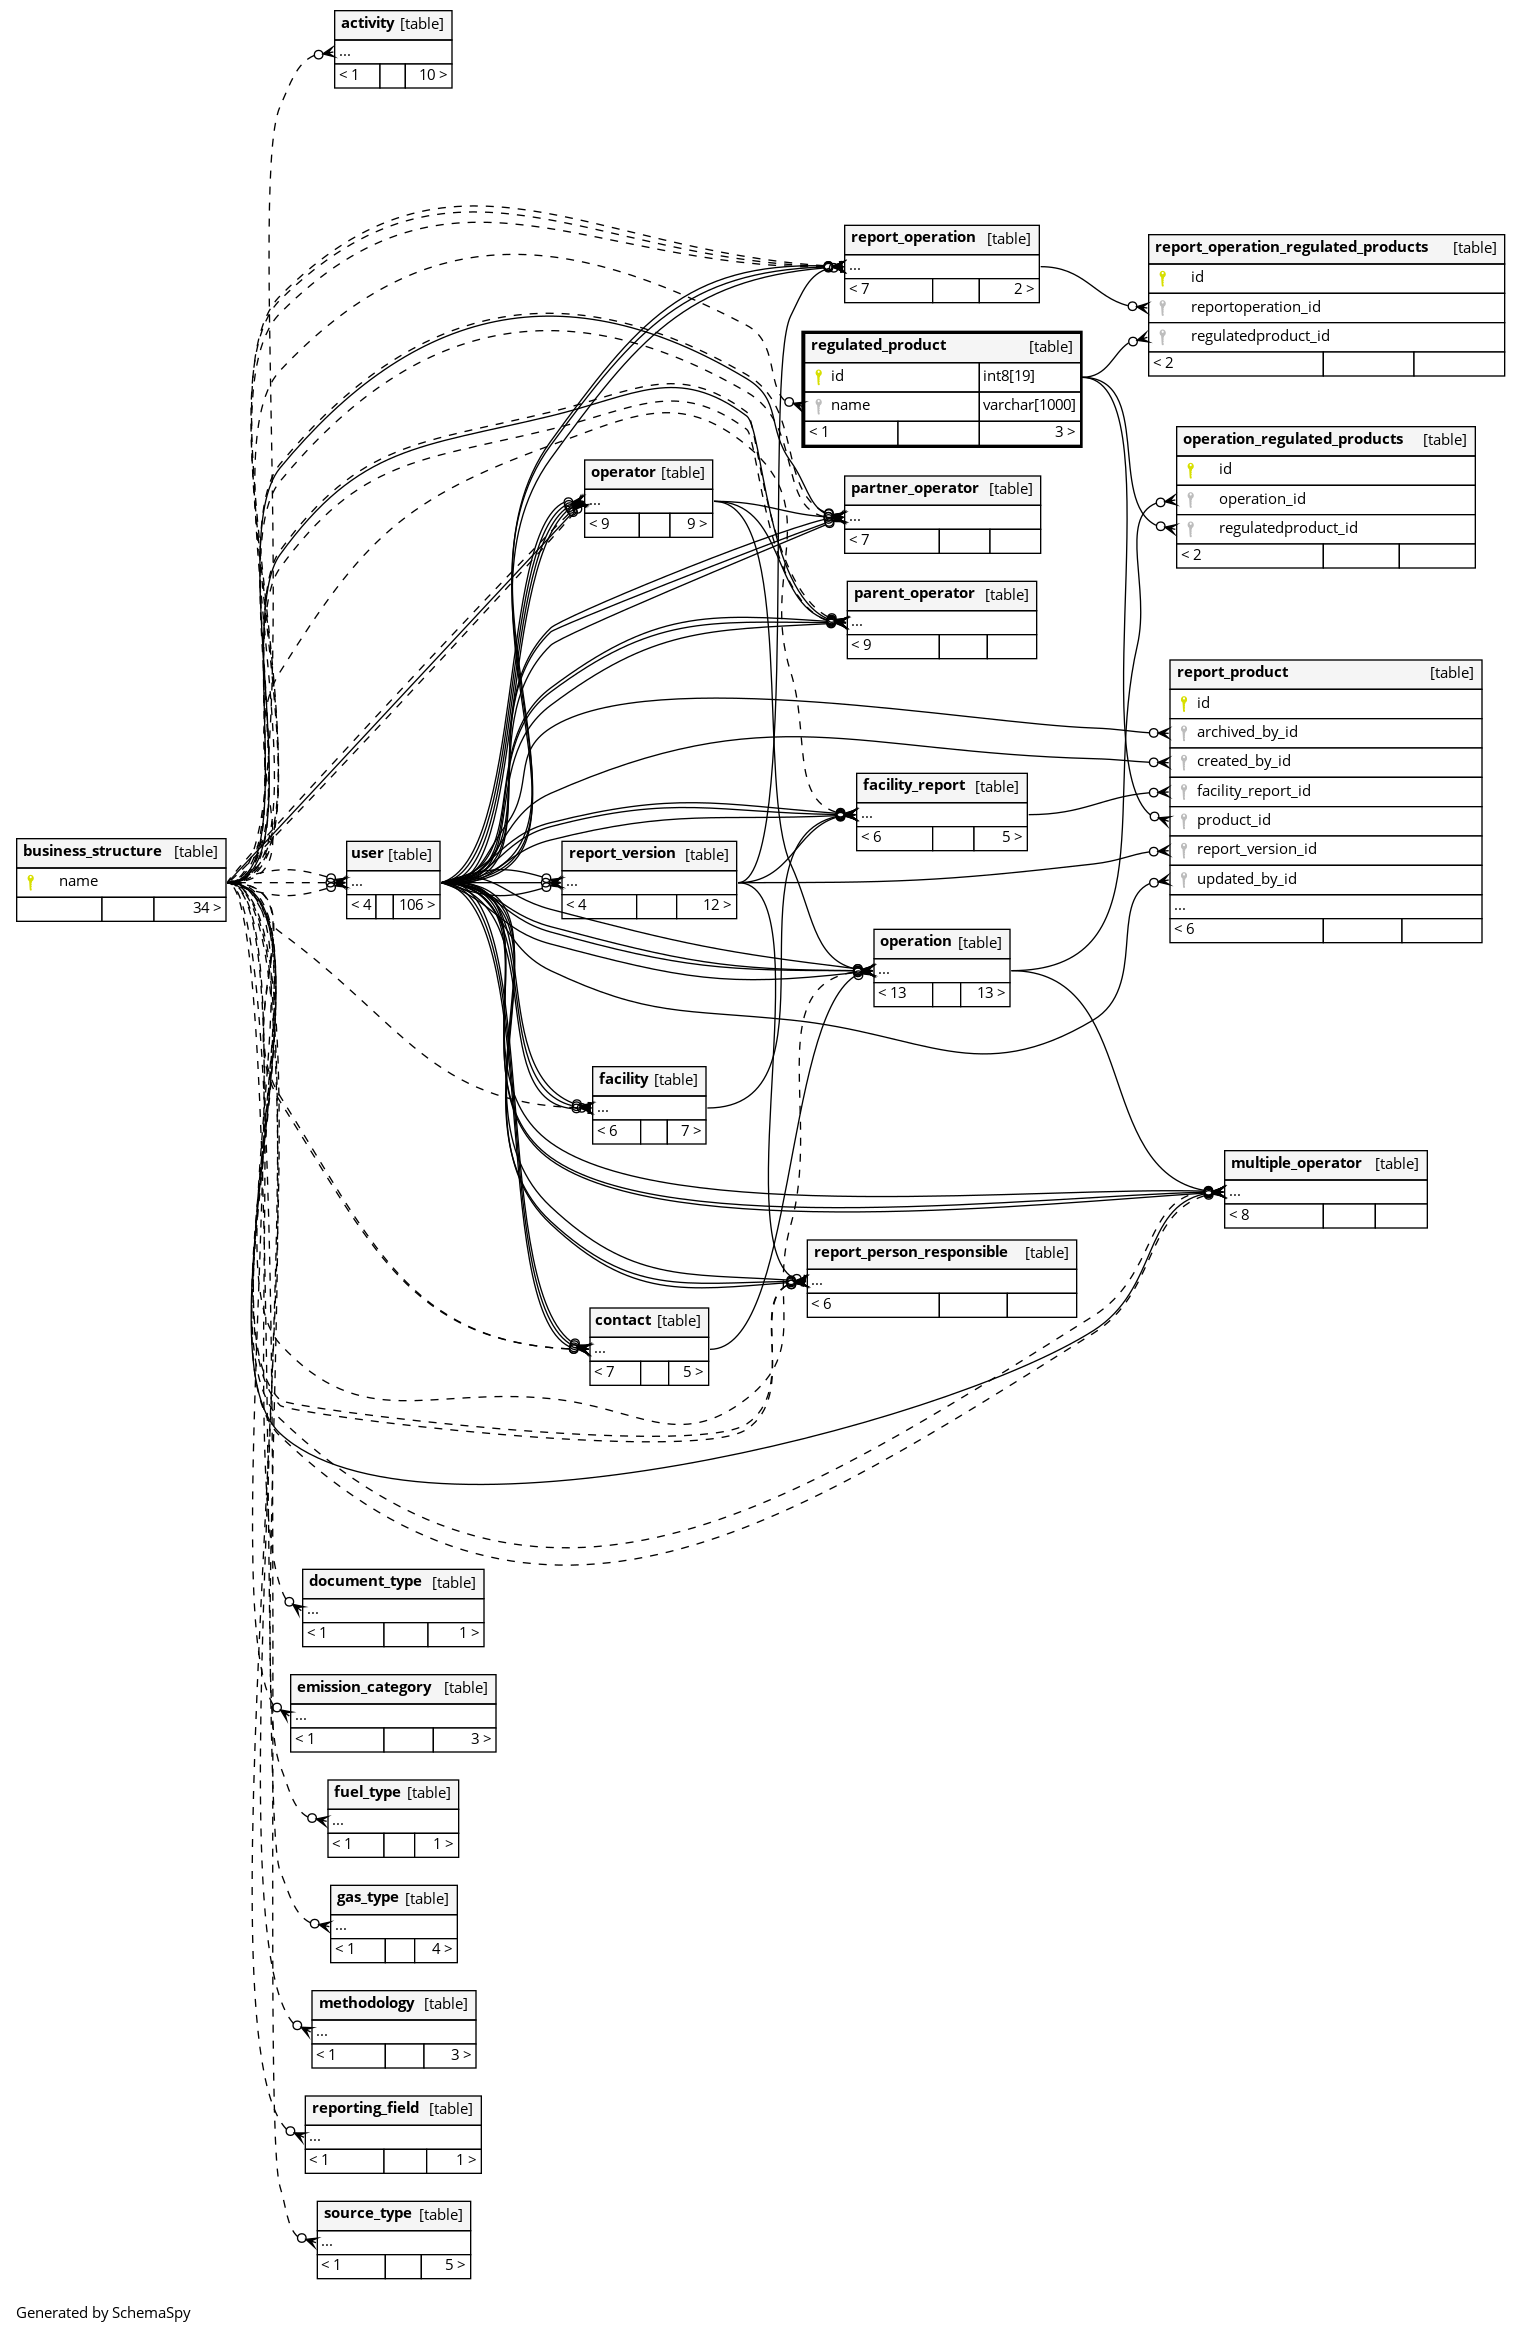 activity [table]
...
< 1 10 >
report_operation [table]
...
< 7 2 >
report_operation_regulated_products [table]
id
reportoperation_id
regulatedproduct_id
< 2
regulated_product [table]
id int8[19]
name varchar[1000]
< 1 3 >
operation_regulated_products [table]
id
operation_id
regulatedproduct_id
< 2
operator [table]
...
< 9 9 >
partner_operator [table]
...
< 7
parent_operator [table]
...
< 9
report_product [table]
id
archived_by_id
created_by_id
facility_report_id
product_id
report_version_id
updated_by_id
...
< 6
facility_report [table]
...
< 6 5 >
business_structure [table]
name
34 >
user [table]
...
< 4 106 >
report_version [table]
...
< 4 12 >
operation [table]
...
< 13 13 >
facility [table]
...
< 6 7 >
multiple_operator [table]
...
< 8
report_person_responsible [table]
...
< 6
contact [table]
...
< 7 5 >
document_type [table]
...
< 1 1 >
emission_category [table]
...
< 1 3 >
fuel_type [table]
...
< 1 1 >
gas_type [table]
...
< 1 4 >
methodology [table]
...
< 1 3 >
reporting_field [table]
...
< 1 1 >
source_type [table]
...
< 1 5 >
Generated by SchemaSpy